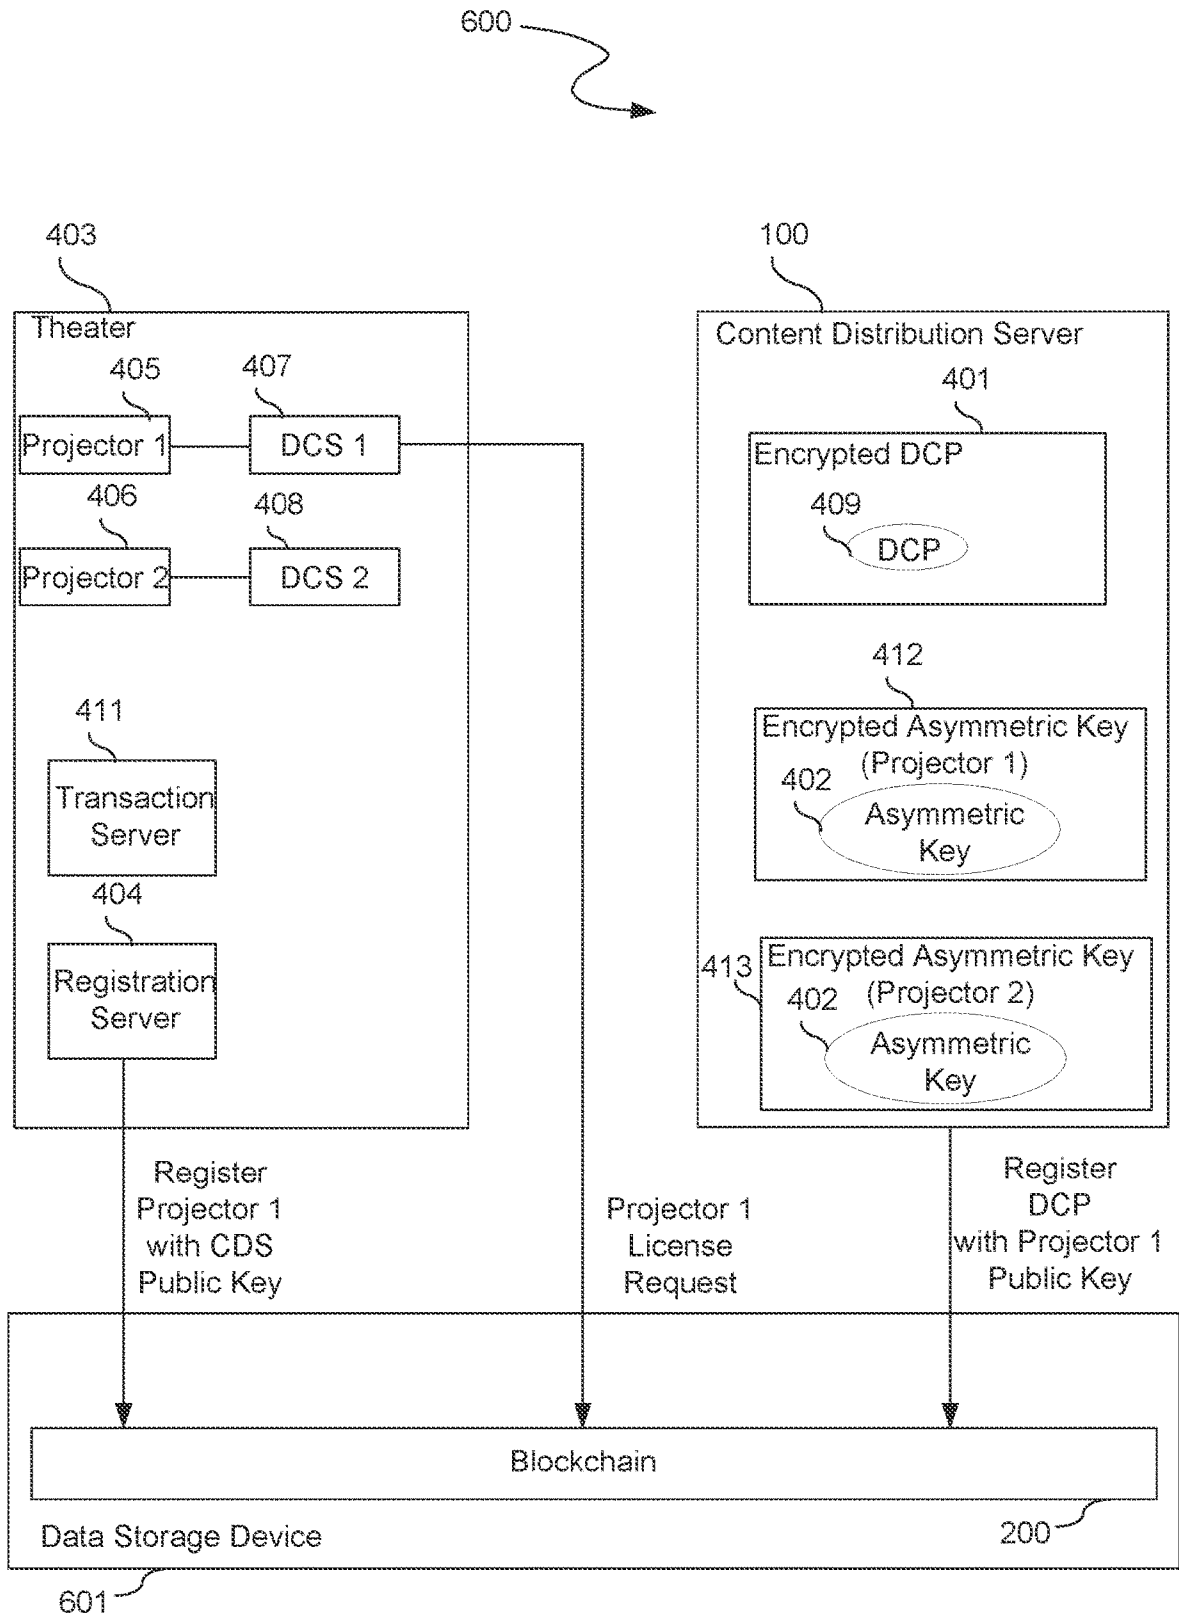 600
403
100
Theater
Content Distribution Server
405
407
401
Projector 1
DCS 1
Encrypted DCP
406
408
409
DCP
Projector 2
DCS 2
412
411
Encrypted Asymmetric Key
(Projector 1)
402
Asymmetric
Key
Transaction
Server
404
413
Encrypted Asymmetric Key
(Projector 2)
402
Asymmetric
Key
Registration
Server
Register
Projector 1
with CDS
Public Key
Projector 1
License
Request
Register
DCP
with Projector 1
Public Key
Blockchain
Data Storage Device
200
601